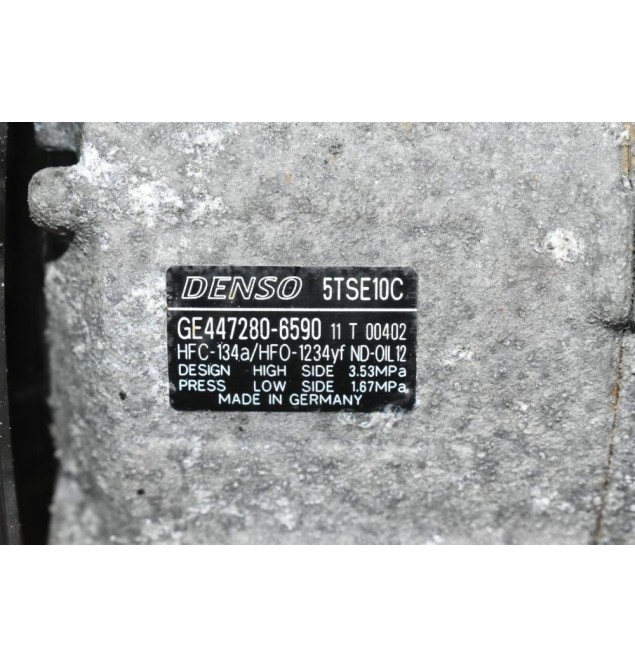 DENSO 5TSE10C
GE447280-6590 11 T 00402
HFC-134a/HFO-1234yf ND-OIL12
DESIGN HIGH SIDE 3.53MPa
PRESS LOW SIDE 1.67MPa
MADE IN GERMANY